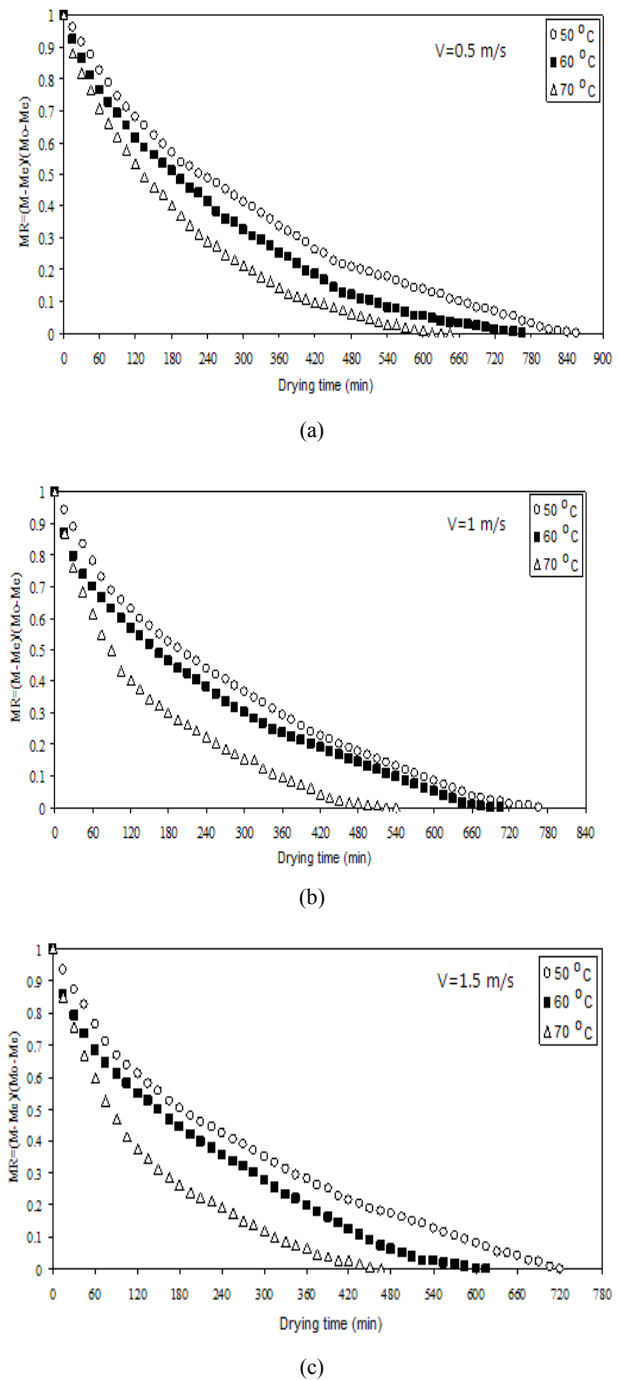 V=0.5 m/s
50 °C
60 °C
70 °C
MR=(M-Me)/(Mo-Me)
1
0.9
0.8
0.7
0.6
0.5
0.4
0.3
0.2
0.1
0
0 60 120 180 240 300 360 420 480 540 600 660 720 780 840 900
Drying time (min)
(a)
V=1 m/s
50 °C
60 °C
70 °C
MR=(M-Me)/(Mo-Me)
1
0.9
0.8
0.7
0.6
0.5
0.4
0.3
0.2
0.1
0
0 60 120 180 240 300 360 420 480 540 600 660 720 780 840
Drying time (min)
(b)
V=1.5 m/s
50 °C
60 °C
70 °C
MR=(M-Me)/(Mo-Me)
1
0.9
0.8
0.7
0.6
0.5
0.4
0.3
0.2
0.1
0
0 60 120 180 240 300 360 420 480 540 600 660 720 780
Drying time (min)
(c)